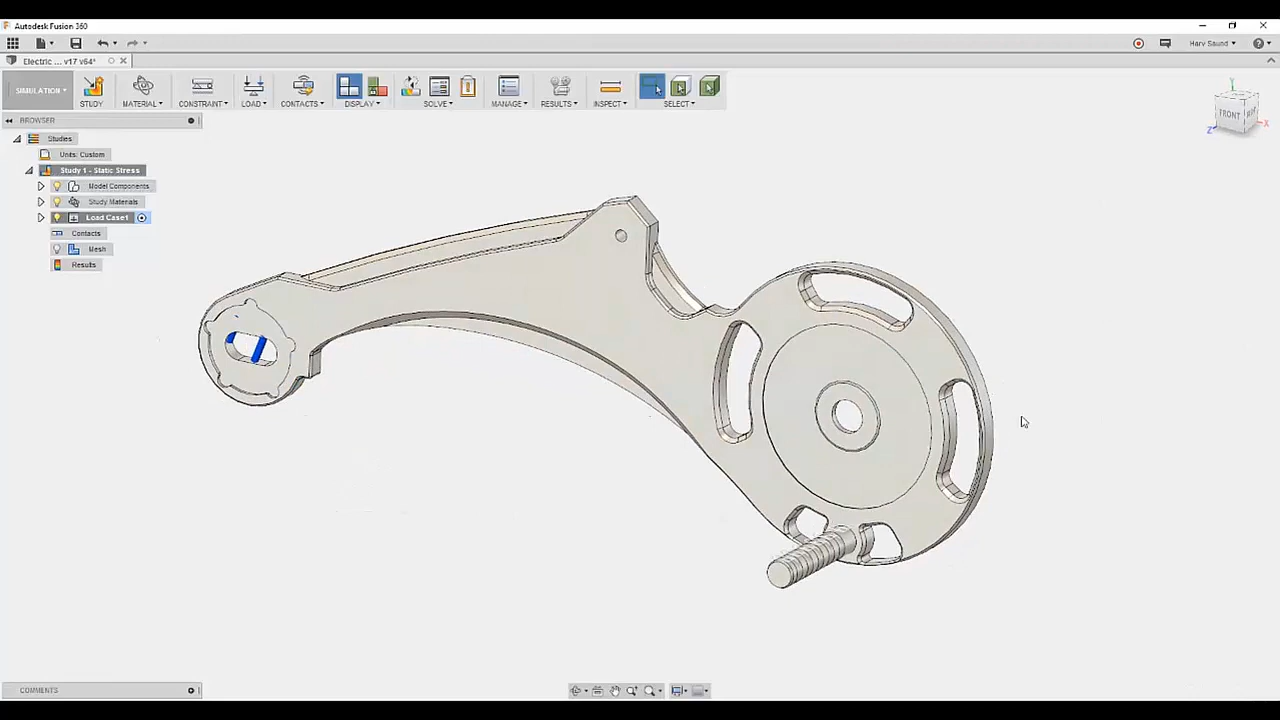 Autodesk Fusion 360
Harv Saund
Electric ... v17 v64*
SIMULATION
STUDY
MATERIAL
CONSTRAINT
LOAD
CONTACTS
DISPLAY
SOLVE
MANAGE
RESULTS
INSPECT
SELECT
BROWSER
Studies
Units: Custom
Study 1 - Static Stress
Model Components
Study Materials
Load Case1
Contacts
Mesh
Results
FRONT
Z
X
COMMENTS